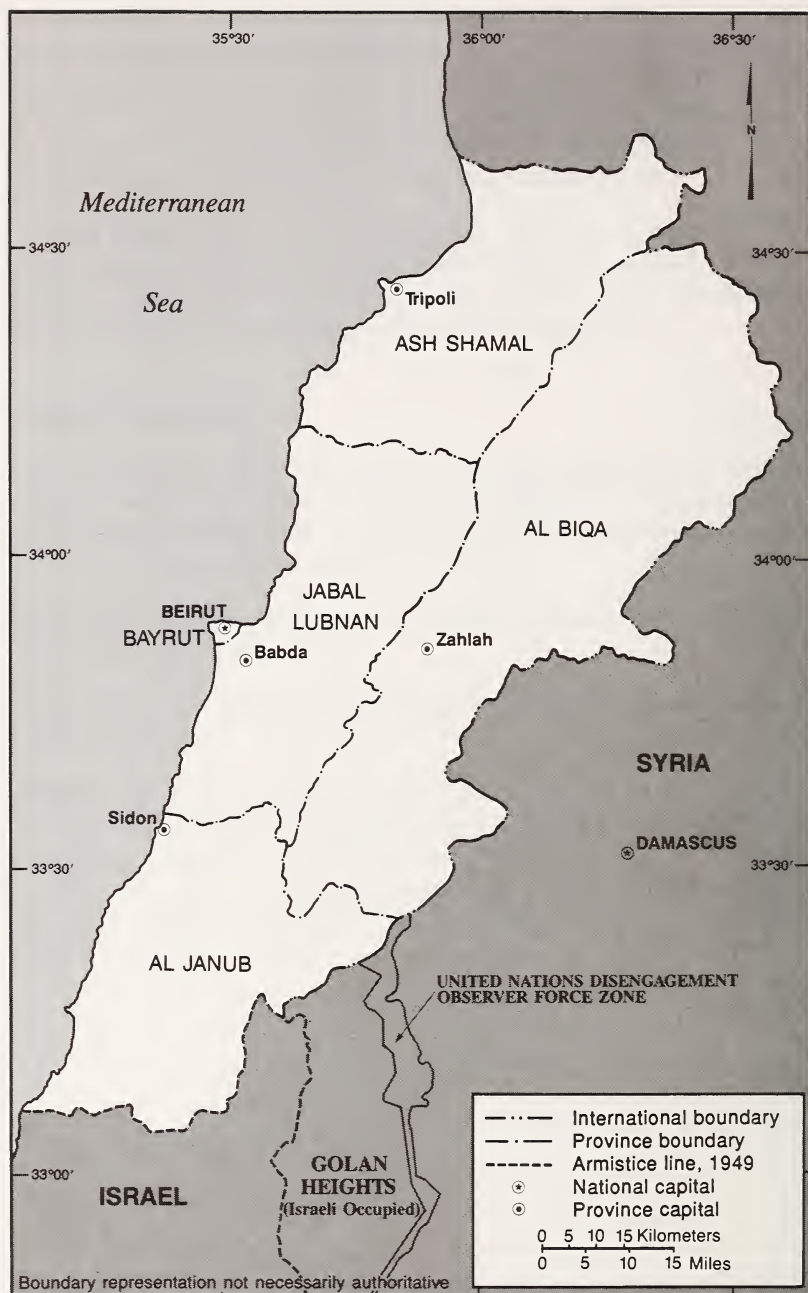 35°30′ 36°00′ 36°30′
N
Mediterranean
Sea
34°30′ 34°30′
Tripoli
ASH SHAMAL
AL BIQA
34°00′ 34°00′
JABAL
LUBNAN
BEIRUT
BAYRUT
Babda
Zahlah
SYRIA
Sidon
DAMASCUS
33°30′ 33°30′
AL JANUB
UNITED NATIONS DISENGAGEMENT
OBSERVER FORCE ZONE
33°00′
ISRAEL
GOLAN
HEIGHTS
(Israeli Occupied)
International boundary
Province boundary
Armistice line, 1949
National capital
Province capital
0 5 10 15 Kilometers
0 5 10 15 Miles
Boundary representation not necessarily authoritative